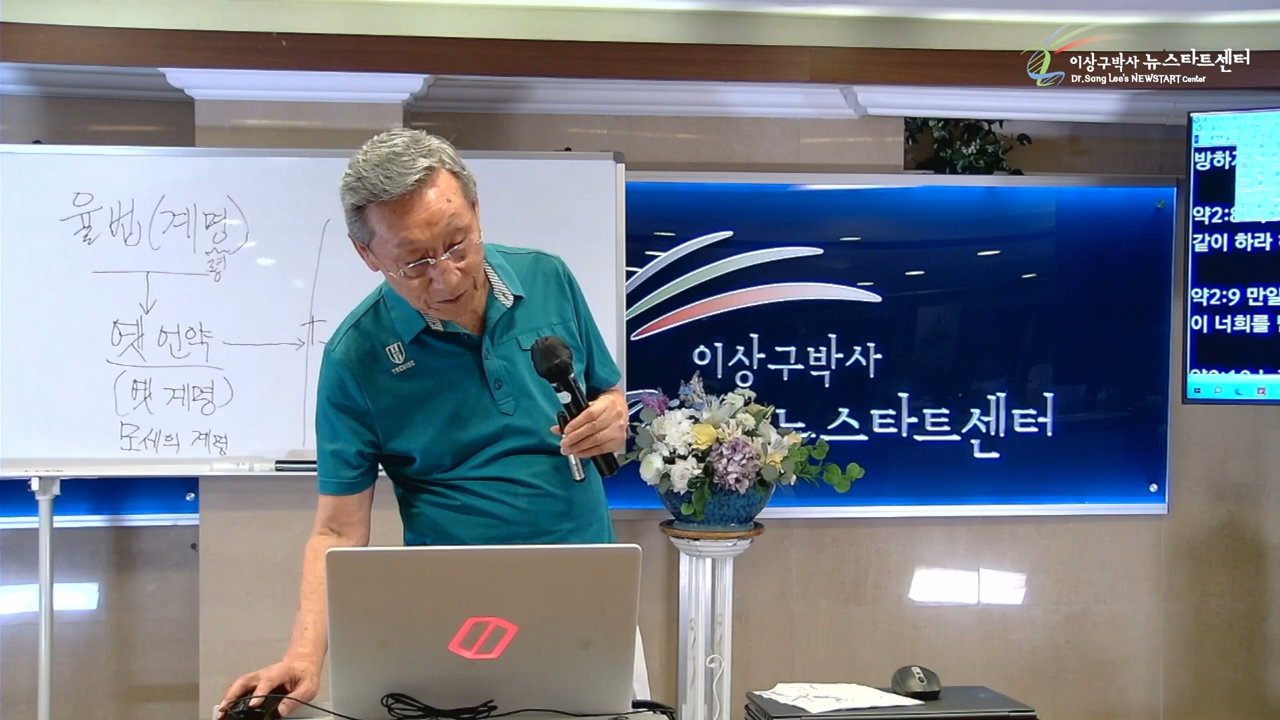 이상구박사 뉴스타트센터
Dr. Sang Lee's NEWSTART Center
율법(계명)
령
옛 언약
(옛 계명)
모세의 계명
TREBISE
이상구박사
뉴스타트센터
방하
약2:8
같이 하라
약2:9 만일
이 너희를